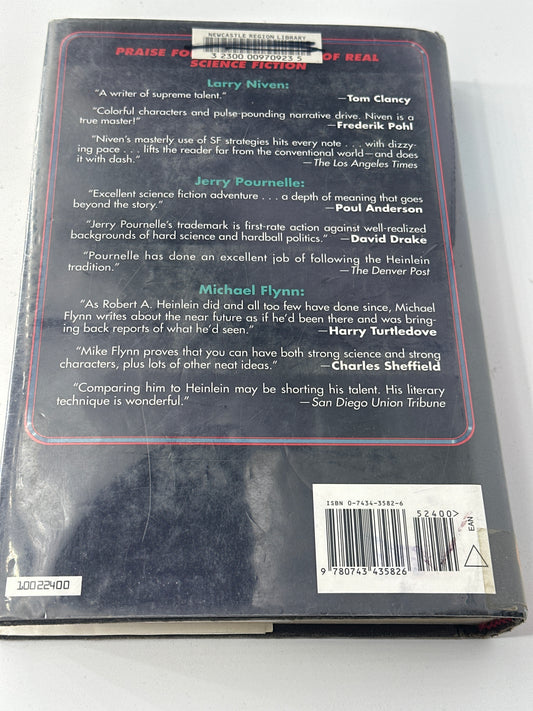 NEWCASTLE REGION LIBRARY
3 2300 00970923 5
PRAISE FO OF REAL
SCIENCE FICTION
Larry Niven:
"A writer of supreme talent." —Tom Clancy
"Colorful characters and pulse-pounding narrative drive. Niven is a
true master!" —Frederik Pohl
"Niven's masterly use of SF strategies hits every note . . . with dizzy-
ing pace . . . lifts the reader far from the conventional world—and does
it with dash." —The Los Angeles Times
Jerry Pournelle:
"Excellent science fiction adventure . . . a depth of meaning that goes
beyond the story." —Poul Anderson
"Jerry Pournelle's trademark is first-rate action against well-realized
backgrounds of hard science and hardball politics." —David Drake
"Pournelle has done an excellent job of following the Heinlein
tradition." —The Denver Post
Michael Flynn:
"As Robert A. Heinlein did and all too few have done since, Michael
Flynn writes about the near future as if he'd been there and was bring-
ing back reports of what he'd seen." —Harry Turtledove
"Mike Flynn proves that you can have both strong science and strong
characters, plus lots of other neat ideas." —Charles Sheffield
"Comparing him to Heinlein may be shorting his talent. His literary
technique is wonderful." —San Diego Union Tribune
ISBN 0-7434-3582-6
52400>
EAN
9 780743 435826
10022400